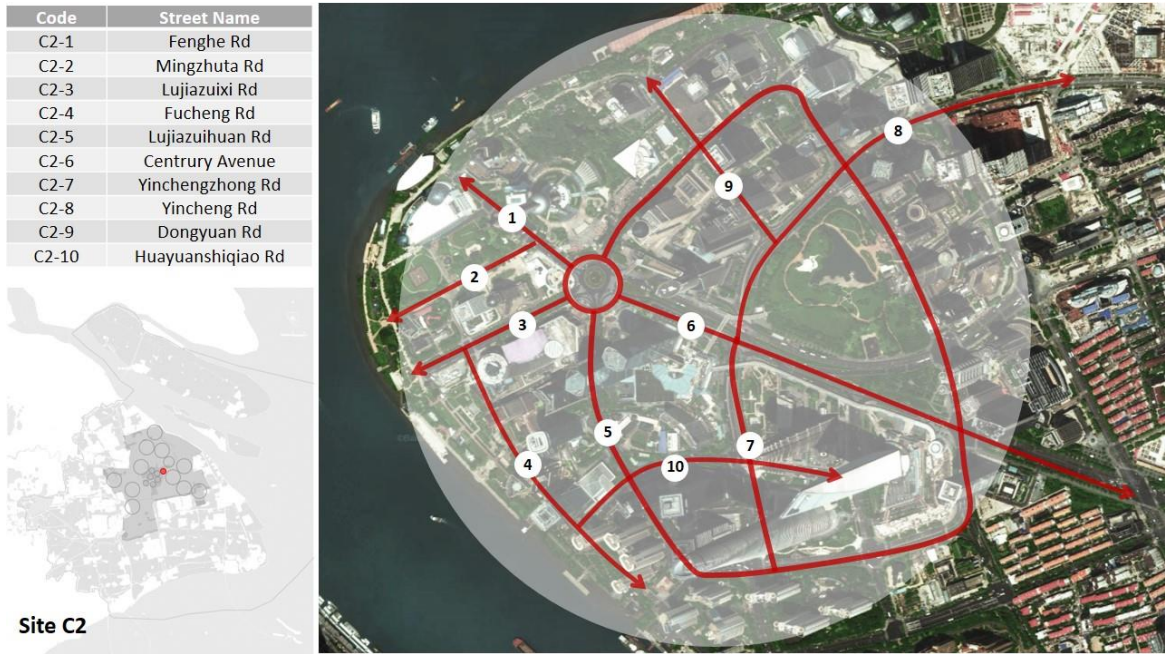 Code Street Name
C2-1 Fenghe Rd
C2-2 Mingzhuta Rd
C2-3 Lujiazuixi Rd
C2-4 Fucheng Rd
C2-5 Lujiazuihuan Rd
C2-6 Centrury Avenue
C2-7 Yinchengzhong Rd
C2-8 Yincheng Rd
C2-9 Dongyuan Rd
C2-10 Huayuanshiqiao Rd
Site C2
8
9
1
2
3
6
5
7
4
10